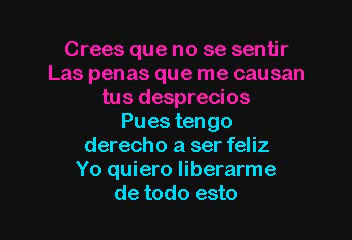 Crees que no se sentir
Las penas que me causan
tus desprecios
Pues tengo
derecho a ser feliz
Yo quiero liberarme
de todo esto